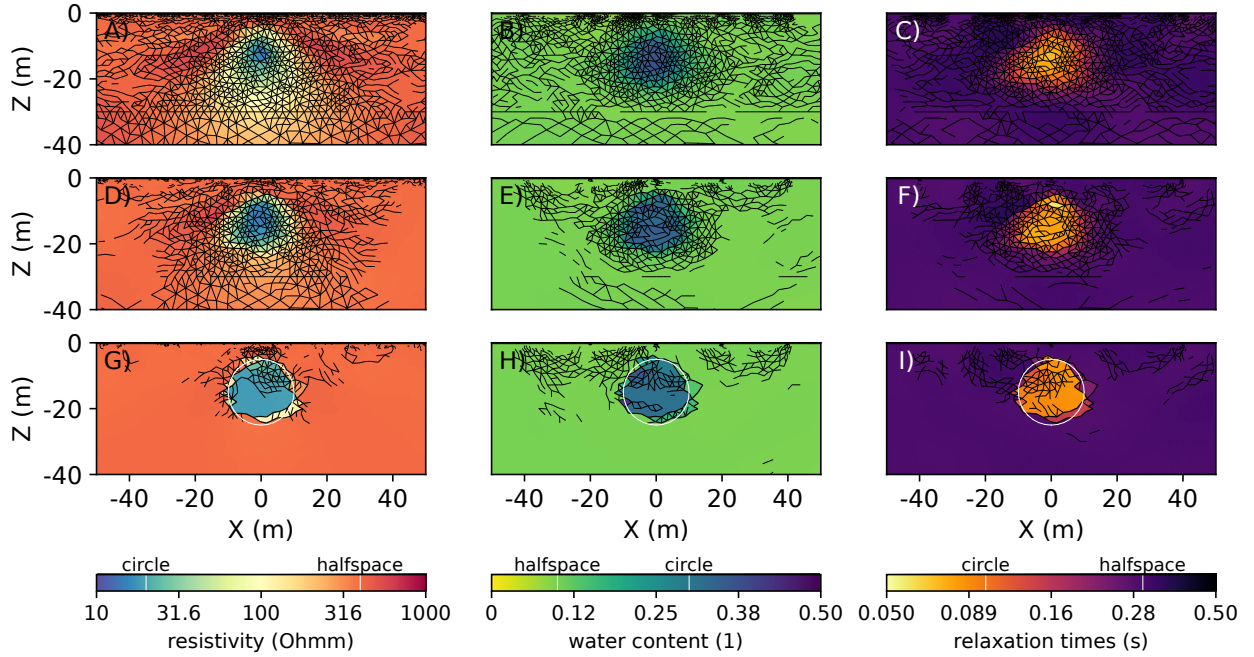 A) B) C)
Z (m) 0 -20 -40
D) E) F)
Z (m) 0 -20 -40
G) H) I)
Z (m) 0 -20 -40
-40 -20 0 20 40 -40 -20 0 20 40 -40 -20 0 20 40
X (m) X (m) X (m)
circle halfspace halfspace circle circle halfspace
10 31.6 100 316 1000 0 0.12 0.25 0.38 0.50 0.050 0.089 0.16 0.28 0.50
resistivity (Ohmm) water content (1) relaxation times (s)